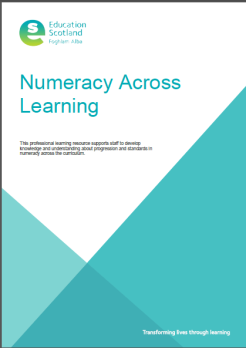 Education
Scotland
Foghlam Alba
Numeracy Across
Learning
This professional learning resource supports staff to develop
knowledge and understanding about progression and standards in
numeracy across the curriculum.
Transforming lives through learning